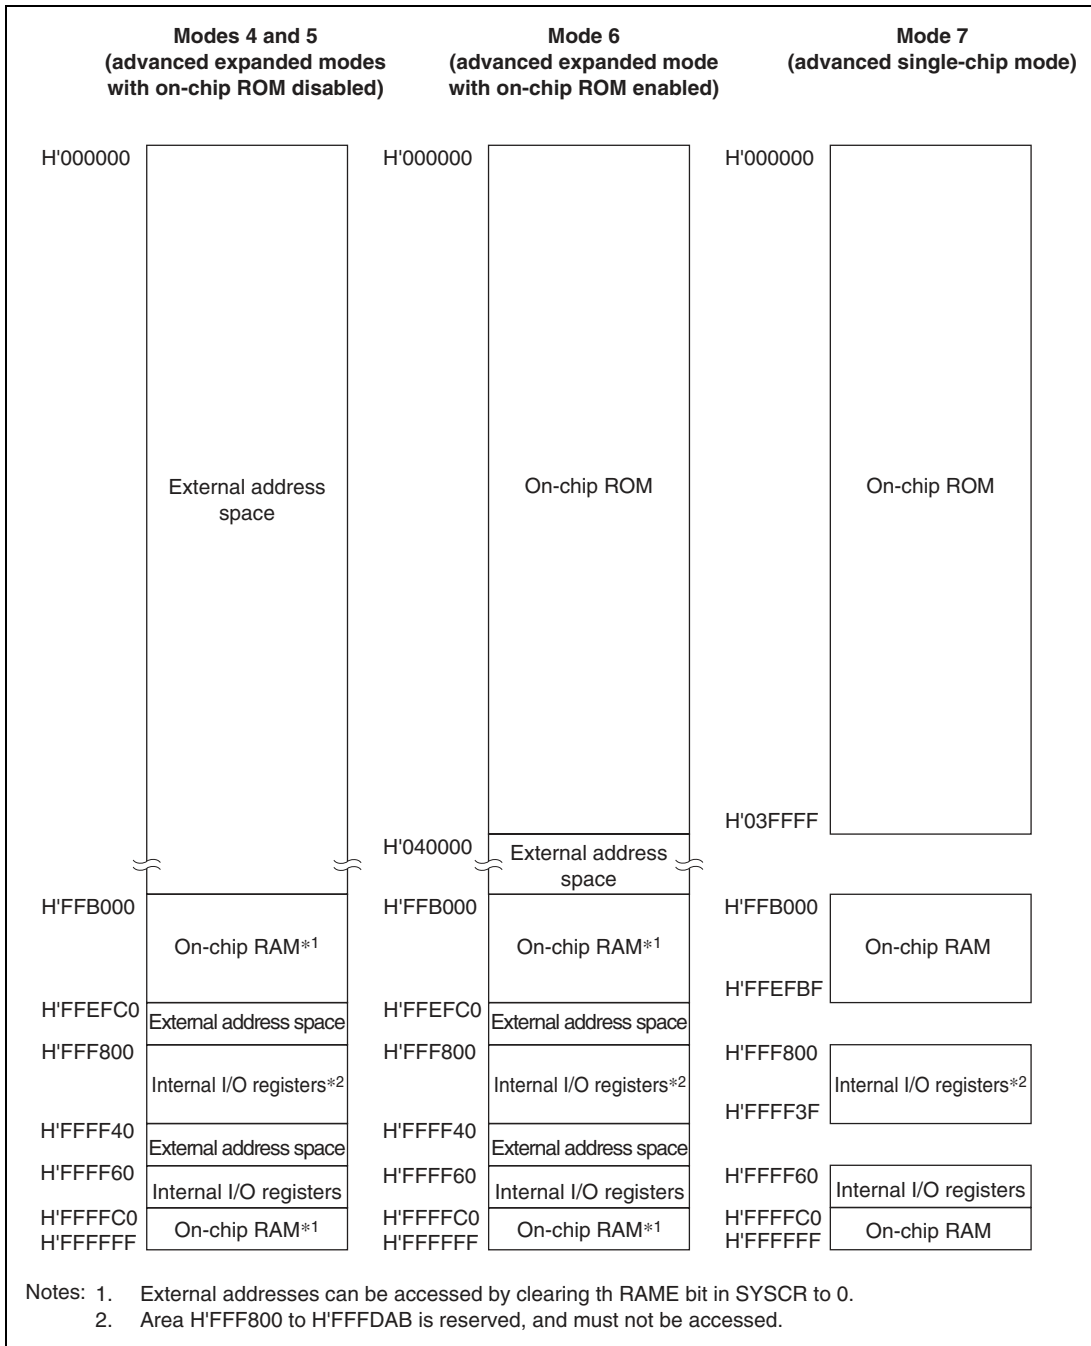 Modes 4 and 5
(advanced expanded modes
with on-chip ROM disabled)
Mode 6
(advanced expanded mode
with on-chip ROM enabled)
Mode 7
(advanced single-chip mode)
H'000000
External address
space
H'FFB000
On-chip RAM*1
H'FFEFC0
External address space
H'FFF800
Internal I/O registers*2
H'FFFF40
External address space
H'FFFF60
Internal I/O registers
H'FFFFC0
On-chip RAM*1
H'FFFFFF
H'000000
On-chip ROM
H'040000
External address
space
H'FFB000
On-chip RAM*1
H'FFEFC0
External address space
H'FFF800
Internal I/O registers*2
H'FFFF40
External address space
H'FFFF60
Internal I/O registers
H'FFFFC0
On-chip RAM*1
H'FFFFFF
H'000000
On-chip ROM
H'03FFFF
H'FFB000
On-chip RAM
H'FFEFBF
H'FFF800
Internal I/O registers*2
H'FFFF3F
H'FFFF60
Internal I/O registers
H'FFFFC0
On-chip RAM
H'FFFFFF
Notes: 1. External addresses can be accessed by clearing th RAME bit in SYSCR to 0.
2. Area H'FFF800 to H'FFFDAB is reserved, and must not be accessed.